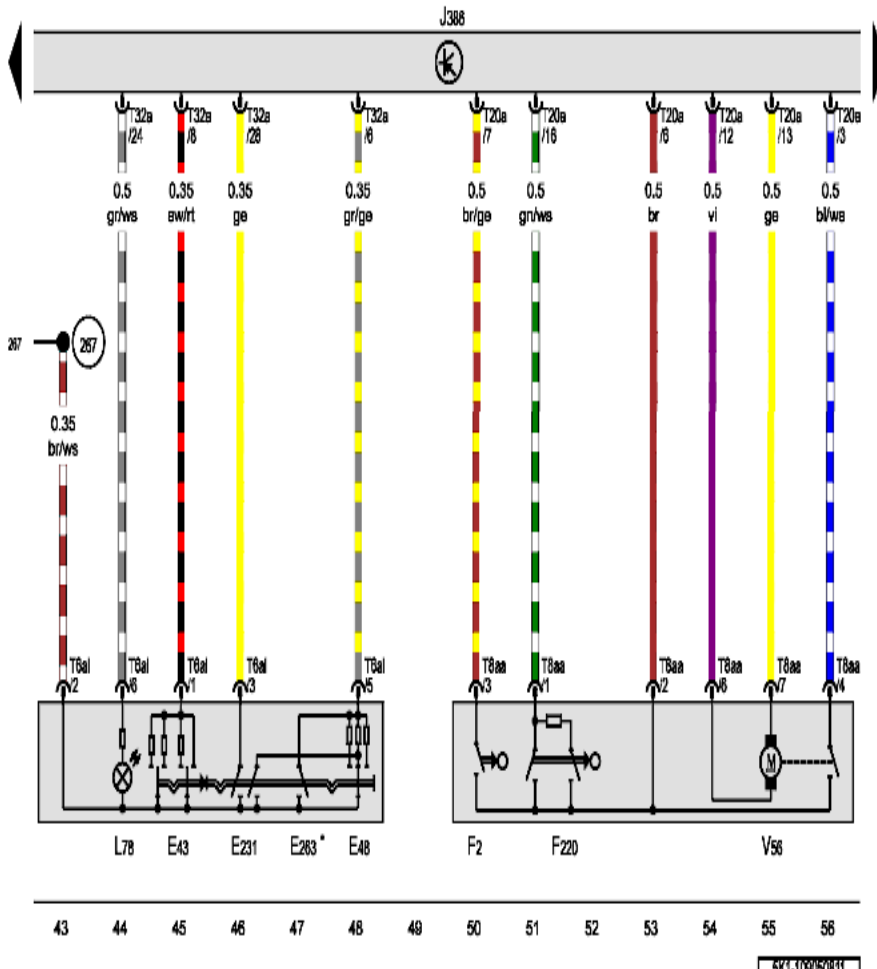 J386
T32a T32a T32a T32a T20a T20a T20a T20a T20a T20a
/24 /8 /28 /6 /7 /16 /6 /12 /13 /3
0.5 0.35 0.35 0.35 0.5 0.5 0.5 0.5 0.5 0.5
gr/ws sw/rt ge gr/ge br/ge gn/ws br vi ge bl/ws
267 267
0.35
br/ws
T6al T6al T6al T6al T6al T8aa T8aa T8aa T8aa T8aa T8aa
/2 /6 /1 /3 /5 /3 /1 /2 /6 /7 /4
M
L78 E43 E231 E263 * E48 F2 F220 V56
43 44 45 46 47 48 49 50 51 52 53 54 55 56